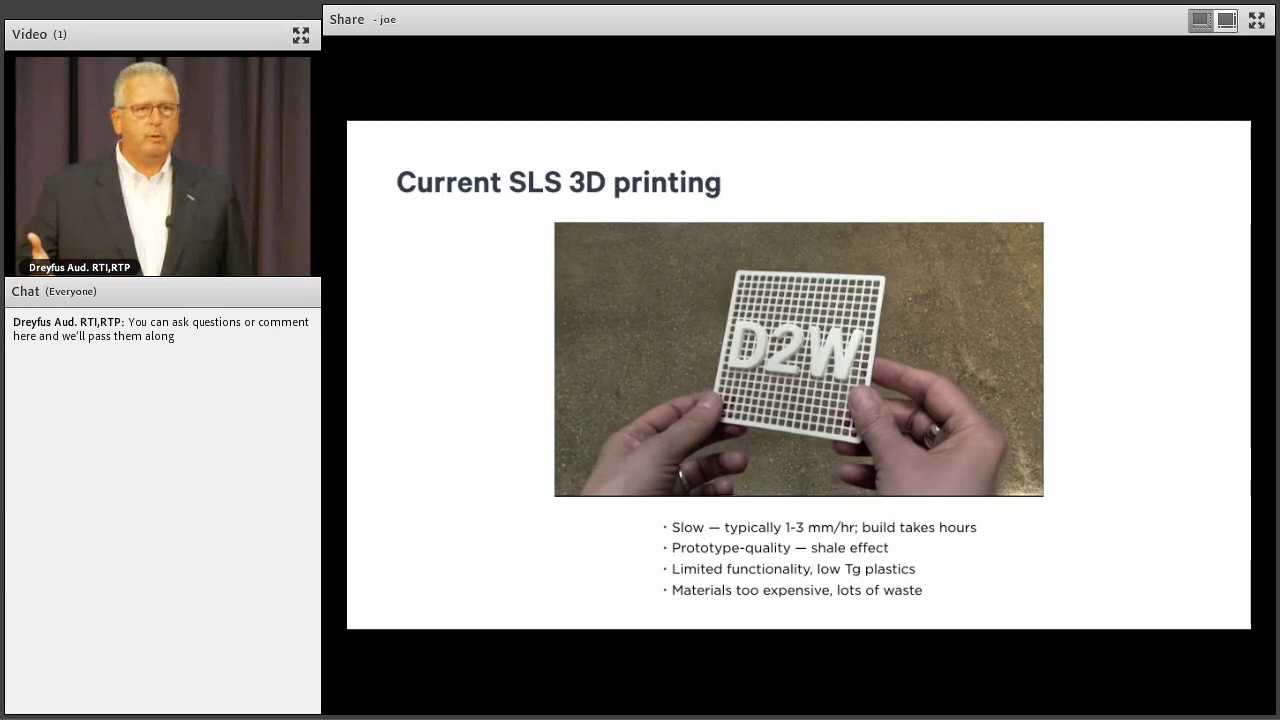 Video (1)
Dreyfus Aud. RTI,RTP
Chat (Everyone)
Dreyfus Aud. RTI,RTP: You can ask questions or comment
here and we'll pass them along
Share - joe
Current SLS 3D printing
D2W
· Slow — typically 1-3 mm/hr; build takes hours
· Prototype-quality — shale effect
· Limited functionality, low Tg plastics
· Materials too expensive, lots of waste